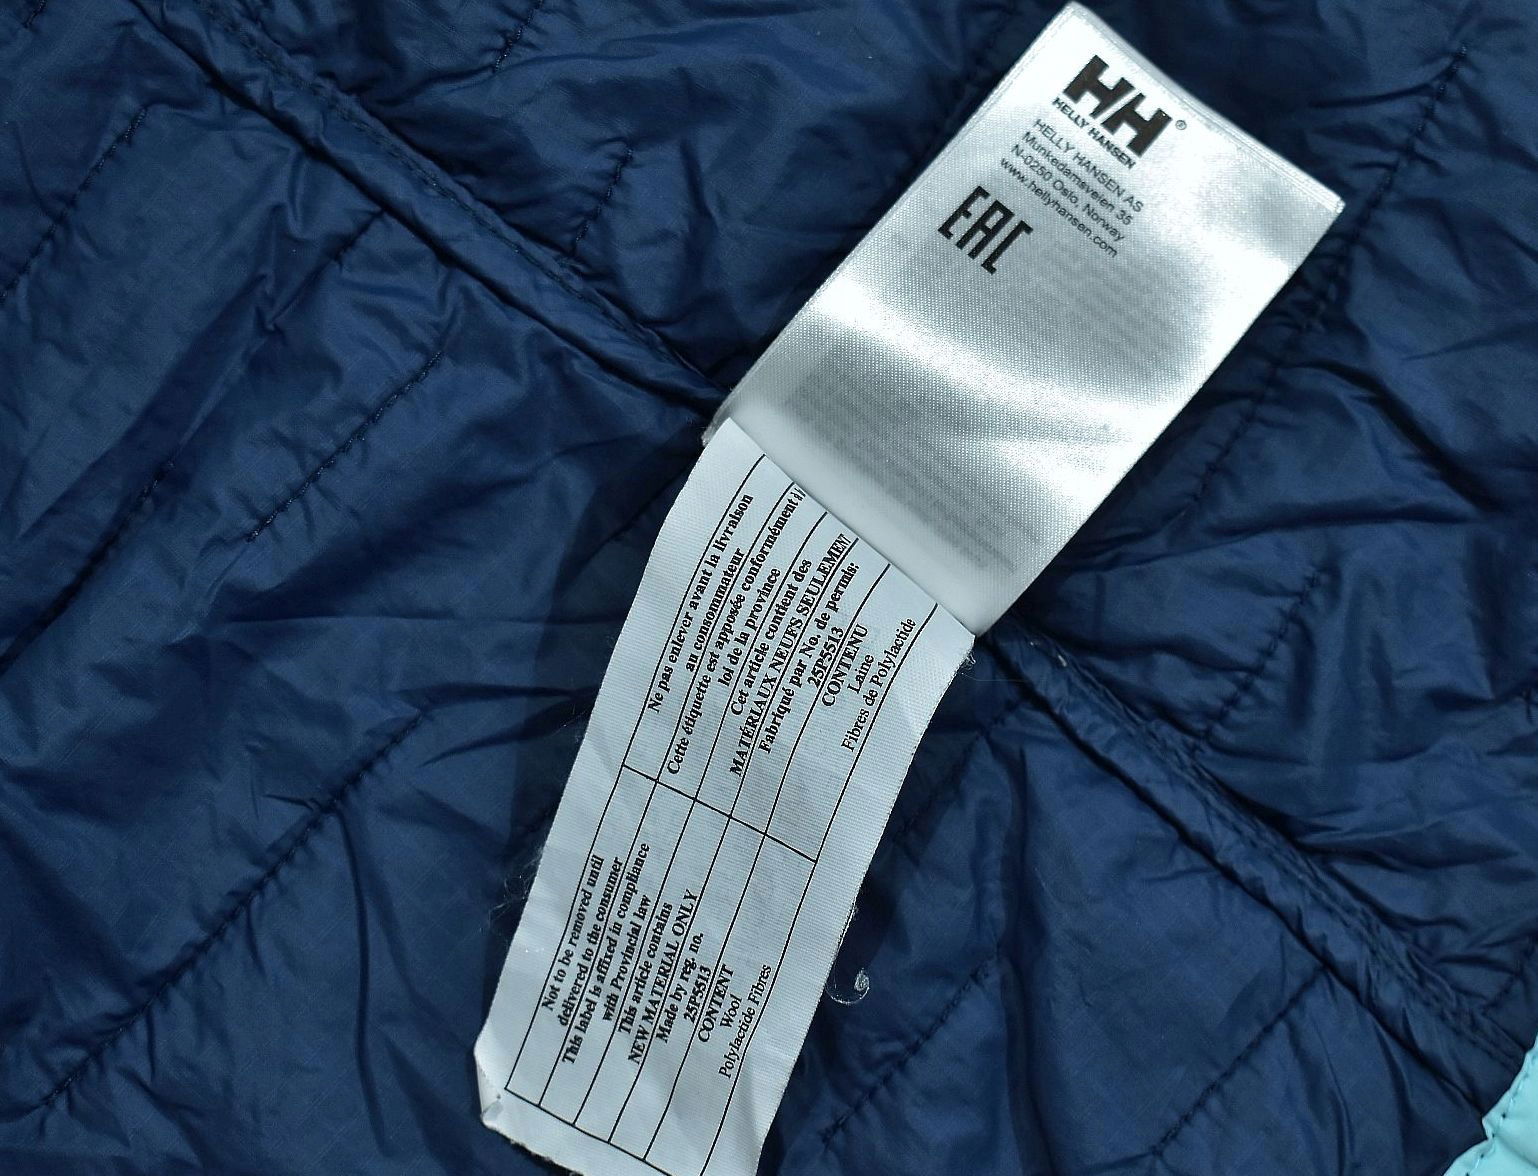 HH®
HELLY HANSEN
HELLY HANSEN AS
Munkedamsveien 35
N-0250 Oslo, Norway
www.hellyhansen.com
EAC
Ne pas enlever avant la livraison
au consommateur
Cette étiquette est apposée conformément à
loi de la province
Cet article contient des
MATÉRIAUX NEUFS SEULEMENT
Fabriqué par No. de permis:
25P5513
CONTENU
Laine
Fibres de Polylactide
Not to be removed until
delivered to the consumer
This label is affixed in compliance
with Provincial law
This article contains
NEW MATERIAL ONLY
Made by reg. no.
25P5513
CONTENT
Wool
Polylactide Fibres